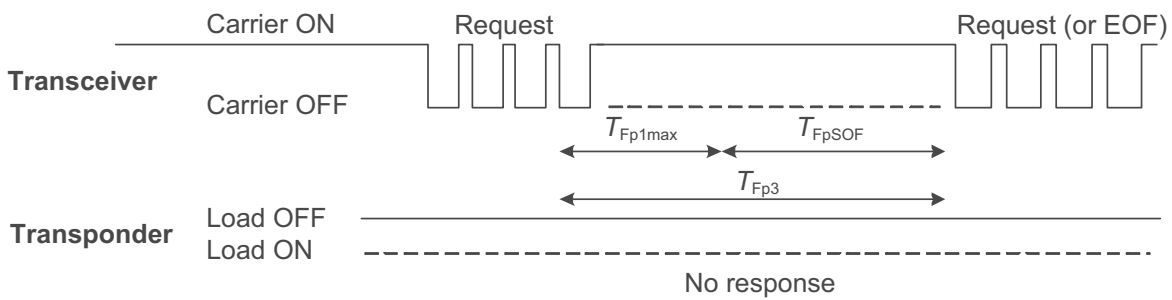 Carrier ON
Request
Request (or EOF)
Transceiver
Carrier OFF
TFp1max
TFpSOF
TFp3
Load OFF
Transponder
Load ON
No response